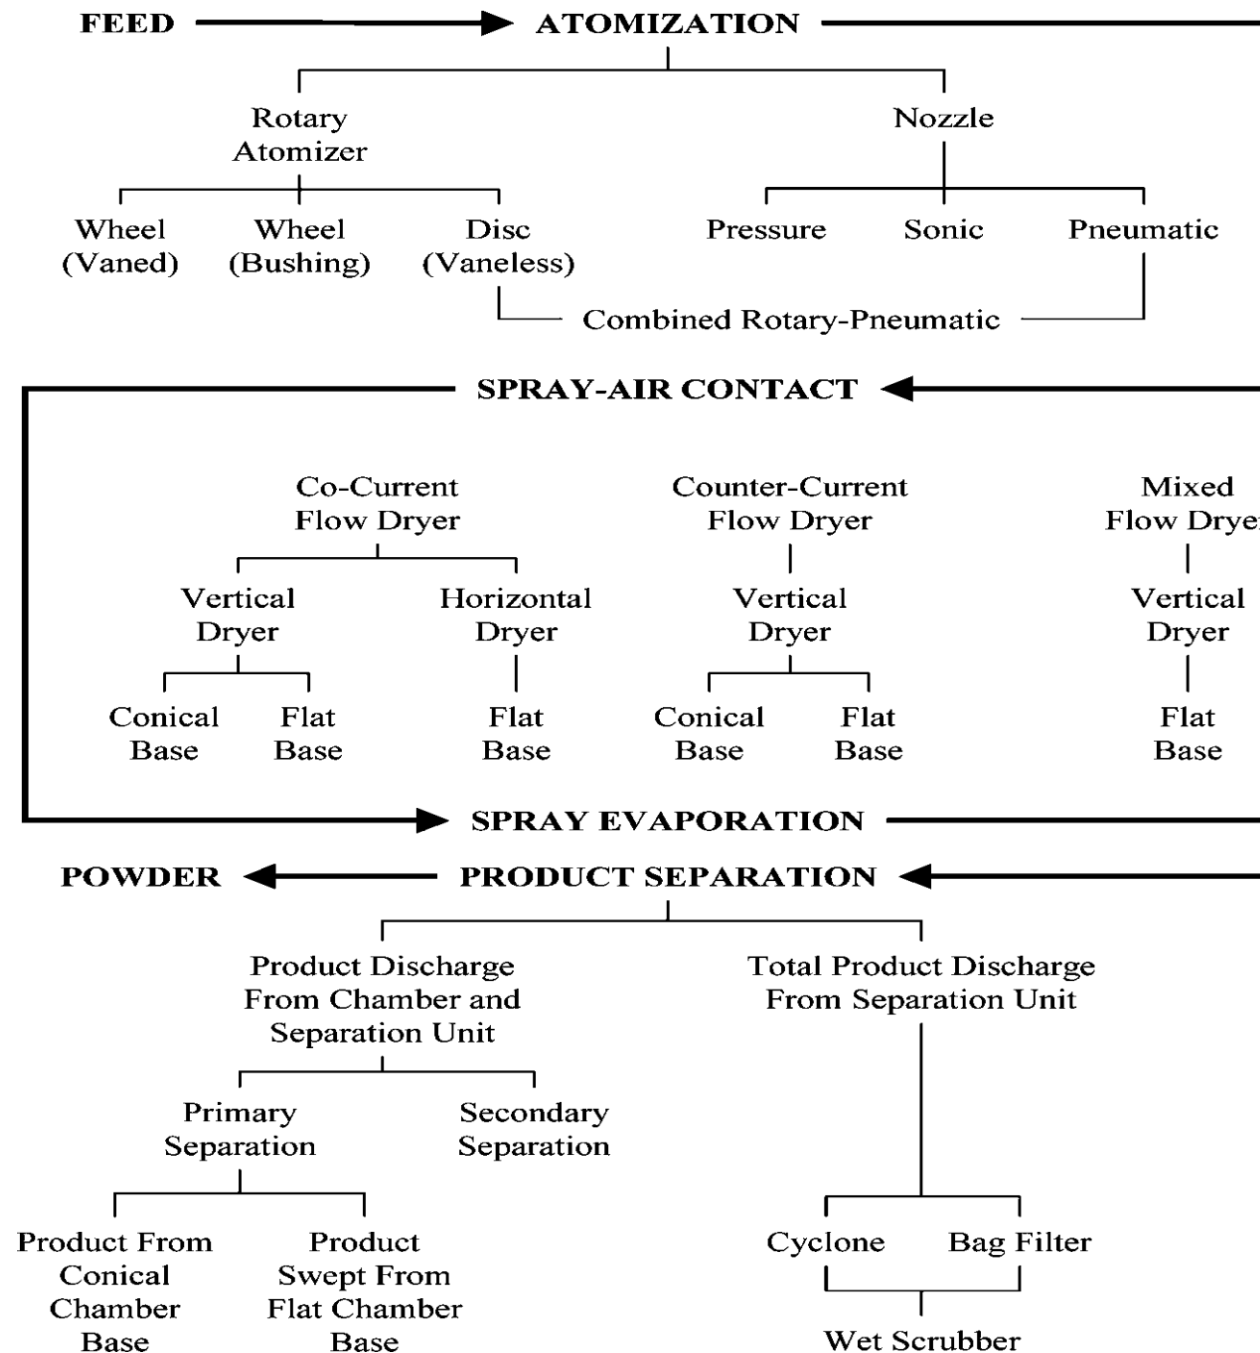 FEED ATOMIZATION
Rotary
Atomizer
Nozzle
Wheel
(Vaned)
Wheel
(Bushing)
Disc
(Vaneless)
Pressure
Sonic
Pneumatic
Combined Rotary-Pneumatic
SPRAY-AIR CONTACT
Co-Current
Flow Dryer
Counter-Current
Flow Dryer
Mixed
Flow Drye
Vertical
Dryer
Horizontal
Dryer
Vertical
Dryer
Vertical
Dryer
Conical
Base
Flat
Base
Flat
Base
Conical
Base
Flat
Base
Flat
Base
SPRAY EVAPORATION
POWDER PRODUCT SEPARATION
Product Discharge
From Chamber and
Separation Unit
Total Product Discharge
From Separation Unit
Primary
Separation
Secondary
Separation
Product From
Conical
Chamber
Base
Product
Swept From
Flat Chamber
Base
Cyclone
Bag Filter
Wet Scrubber